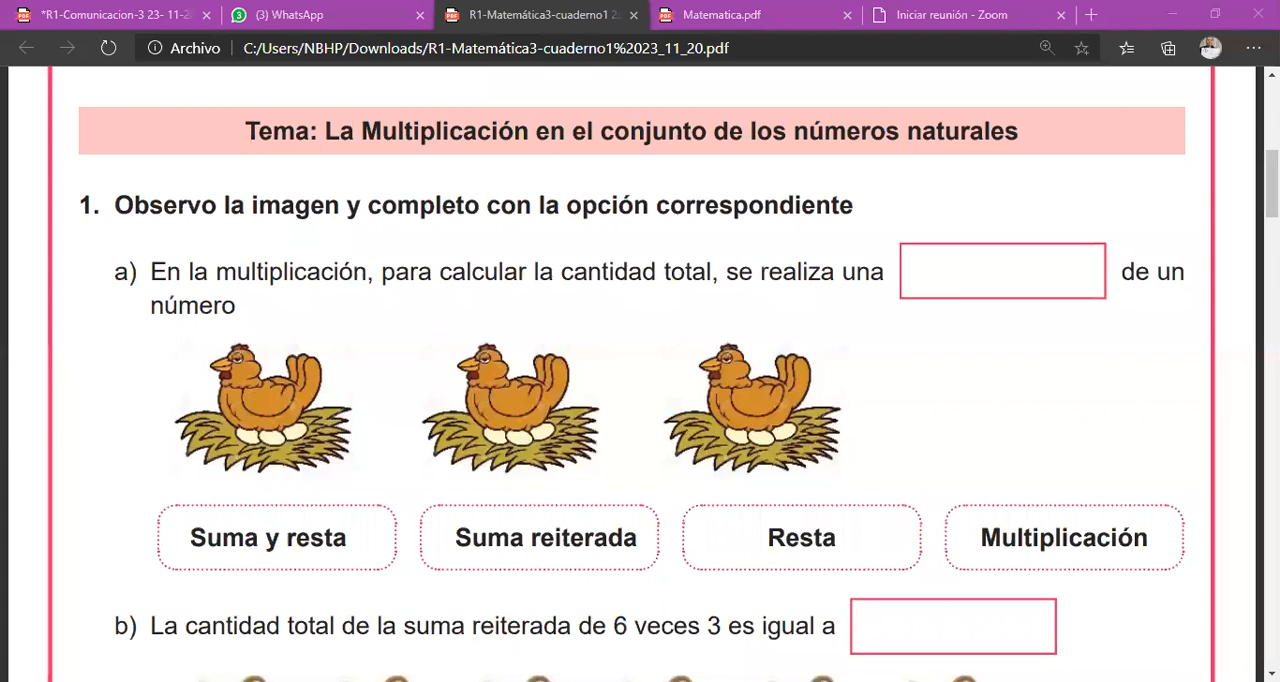 *R1-Comunicacion-3 23- 11-2
(3) WhatsApp
R1-Matemática3-cuaderno1 2
Matematica.pdf
Iniciar reunión - Zoom
Archivo
C:/Users/NBHP/Downloads/R1-Matemática3-cuaderno1%2023_11_20.pdf
Tema: La Multiplicación en el conjunto de los números naturales
1. Observo la imagen y completo con la opción correspondiente
a) En la multiplicación, para calcular la cantidad total, se realiza una de un
número
Suma y resta
Suma reiterada
Resta
Multiplicación
b) La cantidad total de la suma reiterada de 6 veces 3 es igual a